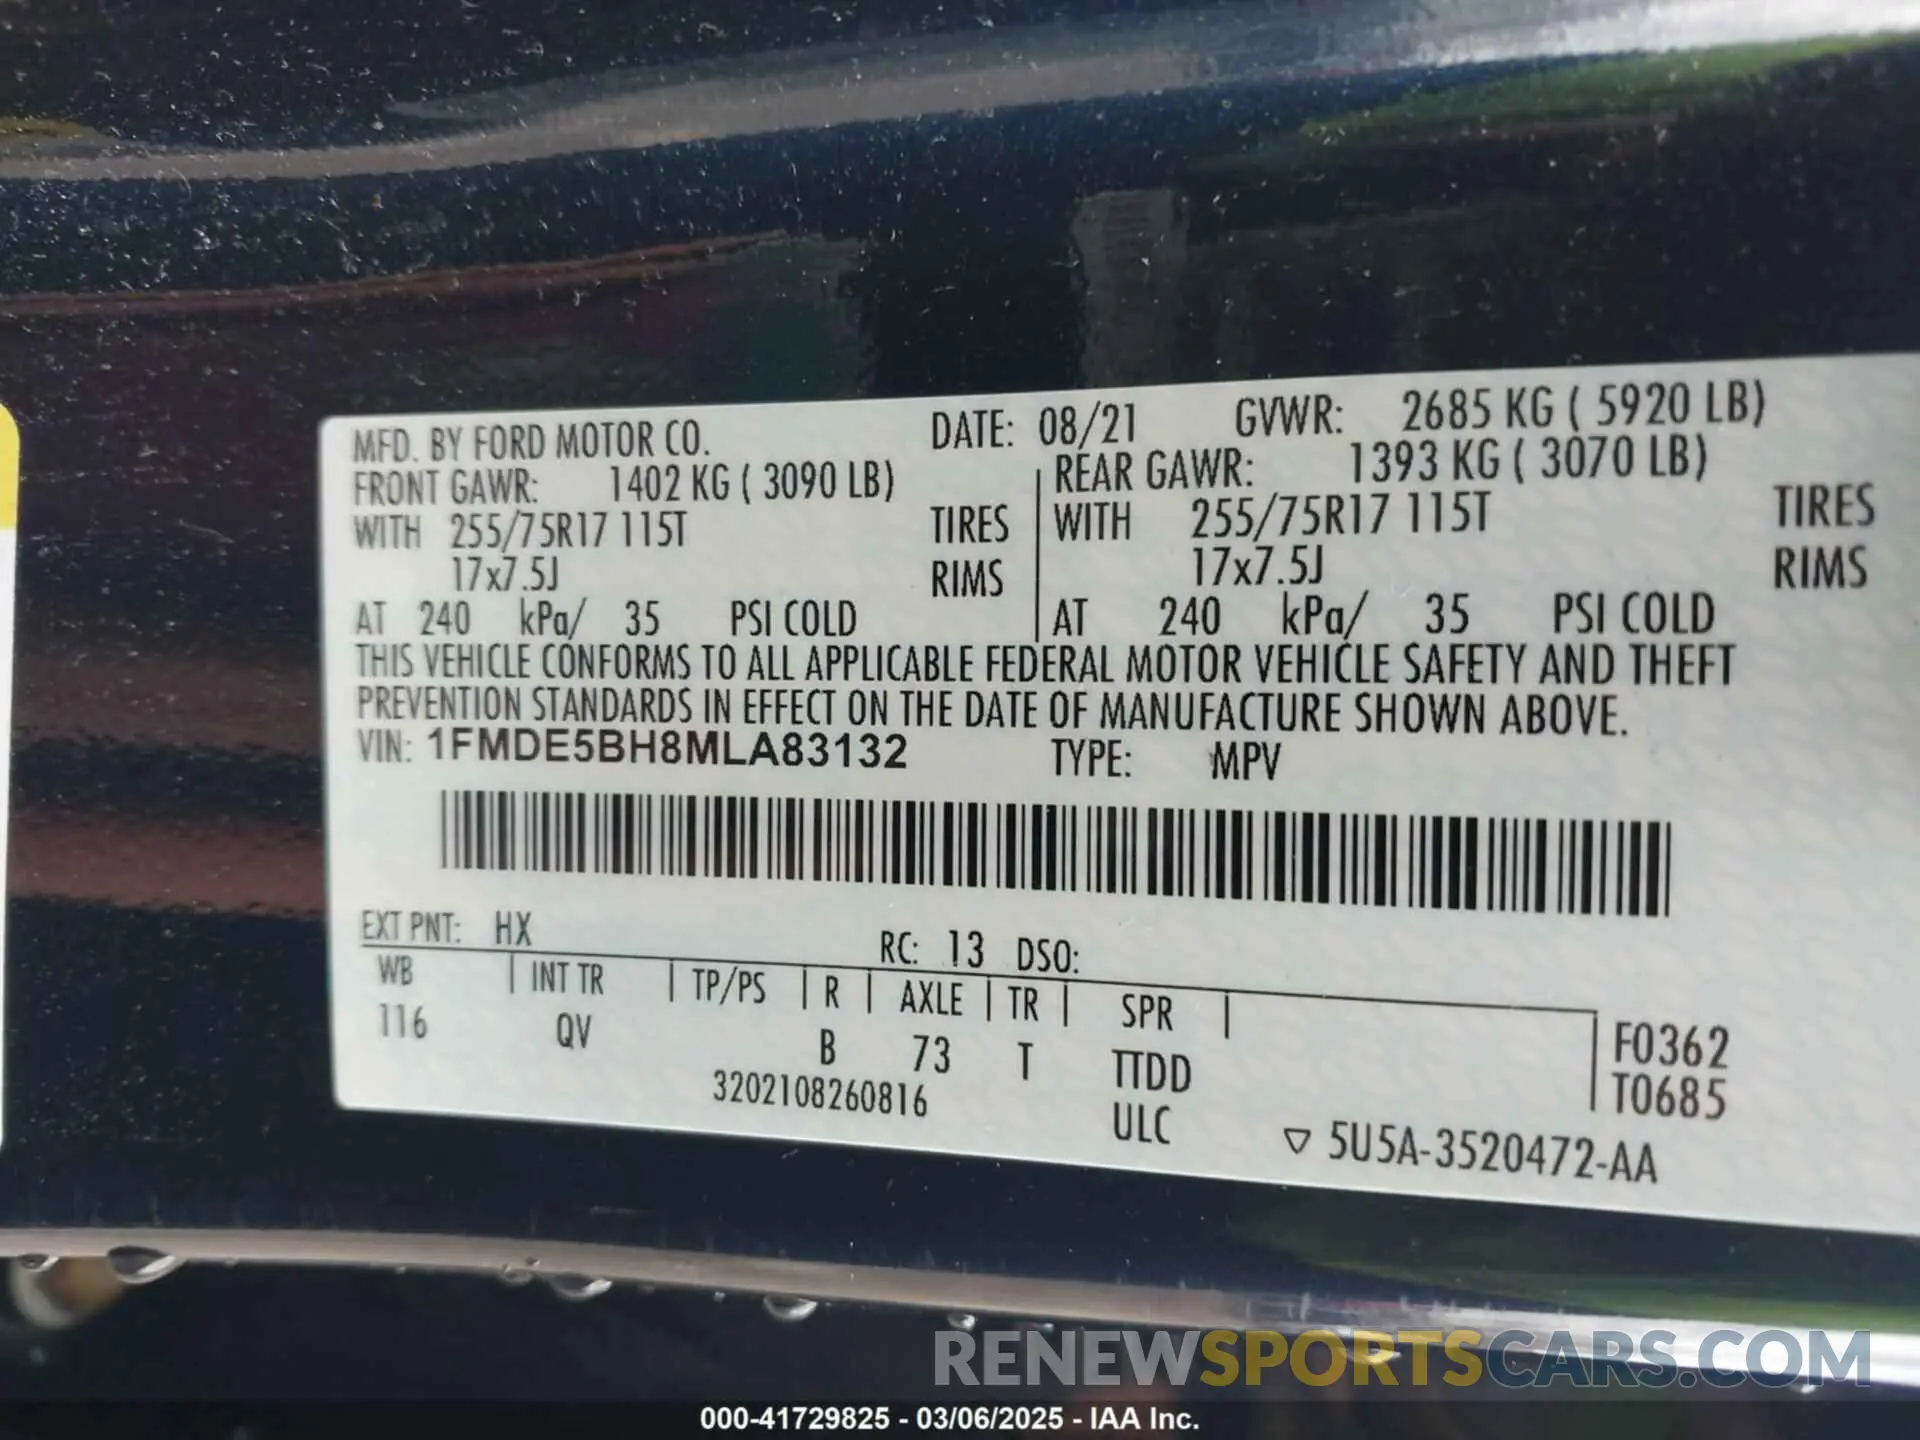 MFD. BY FORD MOTOR CO. DATE: 08/21 GVWR: 2685 KG ( 5920 LB)
FRONT GAWR: 1402 KG ( 3090 LB) REAR GAWR: 1393 KG ( 3070 LB)
WITH 255/75R17 115T TIRES WITH 255/75R17 115T TIRES
17x7.5J RIMS 17x7.5J RIMS
AT 240 kPa/ 35 PSI COLD AT 240 kPa/ 35 PSI COLD
THIS VEHICLE CONFORMS TO ALL APPLICABLE FEDERAL MOTOR VEHICLE SAFETY AND THEFT
PREVENTION STANDARDS IN EFFECT ON THE DATE OF MANUFACTURE SHOWN ABOVE.
VIN: 1FMDE5BH8MLA83132 TYPE: MPV
EXT PNT: HX RC: 13 DSO:
WB | INT TR | TP/PS | R | AXLE | TR | SPR |
116 QV B 73 T TTDD F0362
3202108260816 ULC T0685
▽ 5U5A-3520472-AA
RENEWSPORTSCARS.COM
000-41729825 - 03/06/2025 - IAA Inc.